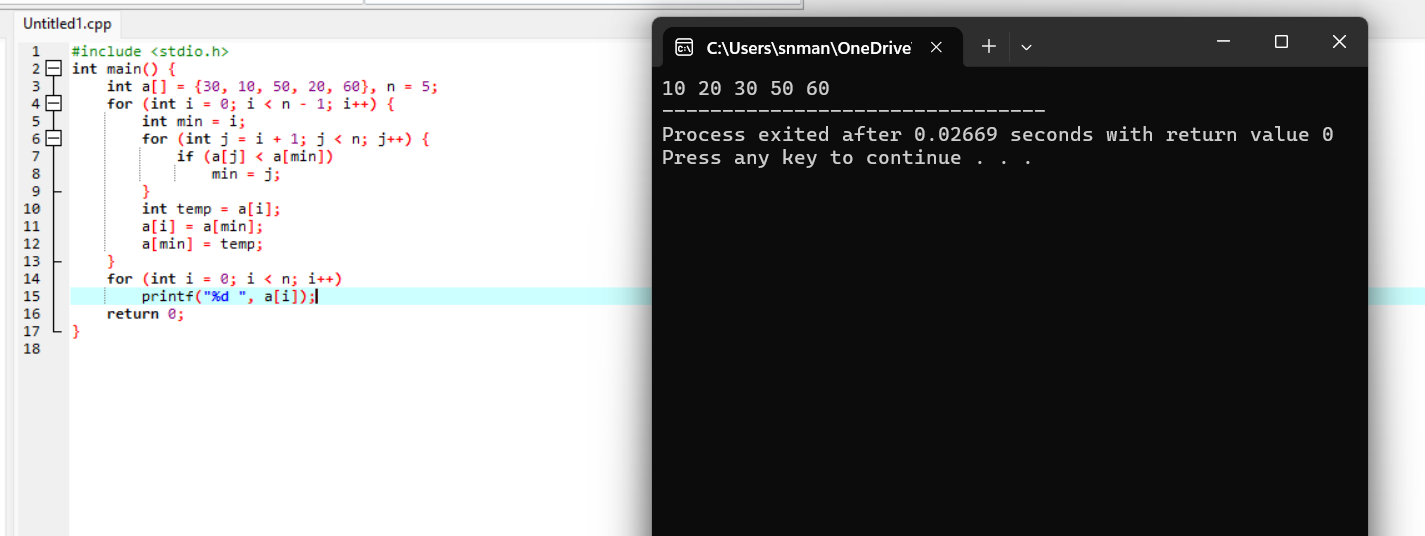 Untitled1.cpp
1 #include <stdio.h>
2 int main() {
3 int a[] = {30, 10, 50, 20, 60}, n = 5;
4 for (int i = 0; i < n - 1; i++) {
5 int min = i;
6 for (int j = i + 1; j < n; j++) {
7 if (a[j] < a[min])
8 min = j;
9 }
10 int temp = a[i];
11 a[i] = a[min];
12 a[min] = temp;
13 }
14 for (int i = 0; i < n; i++)
15 printf("%d ", a[i]);
16 return 0;
17 }
18
C:\Users\snman\OneDrive\
10 20 30 50 60
--------------------------------
Process exited after 0.02669 seconds with return value 0
Press any key to continue . . .